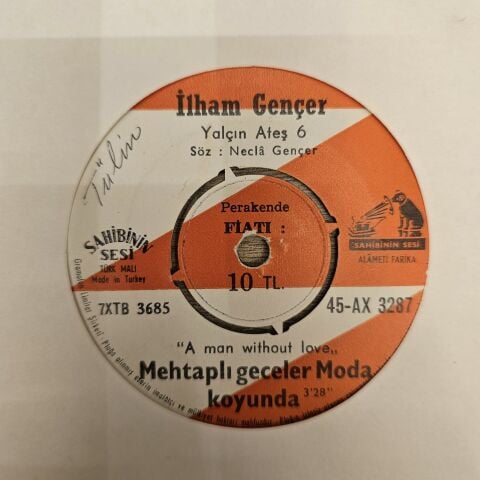 İlham Gençer
Yalçın Ateş 6
Söz : Neclâ Gençer
Tülin
Perakende
FİATI :
10 TL.
SAHİBİNİN
SESİ
TÜRK MALI
Made in Turkey
SAHİBİNİN SESİ
ALÂMETİ FARİKA
7XTB 3685
45-AX 3287
"A man without love„
Mehtaplı geceler Moda
koyunda 3'28"